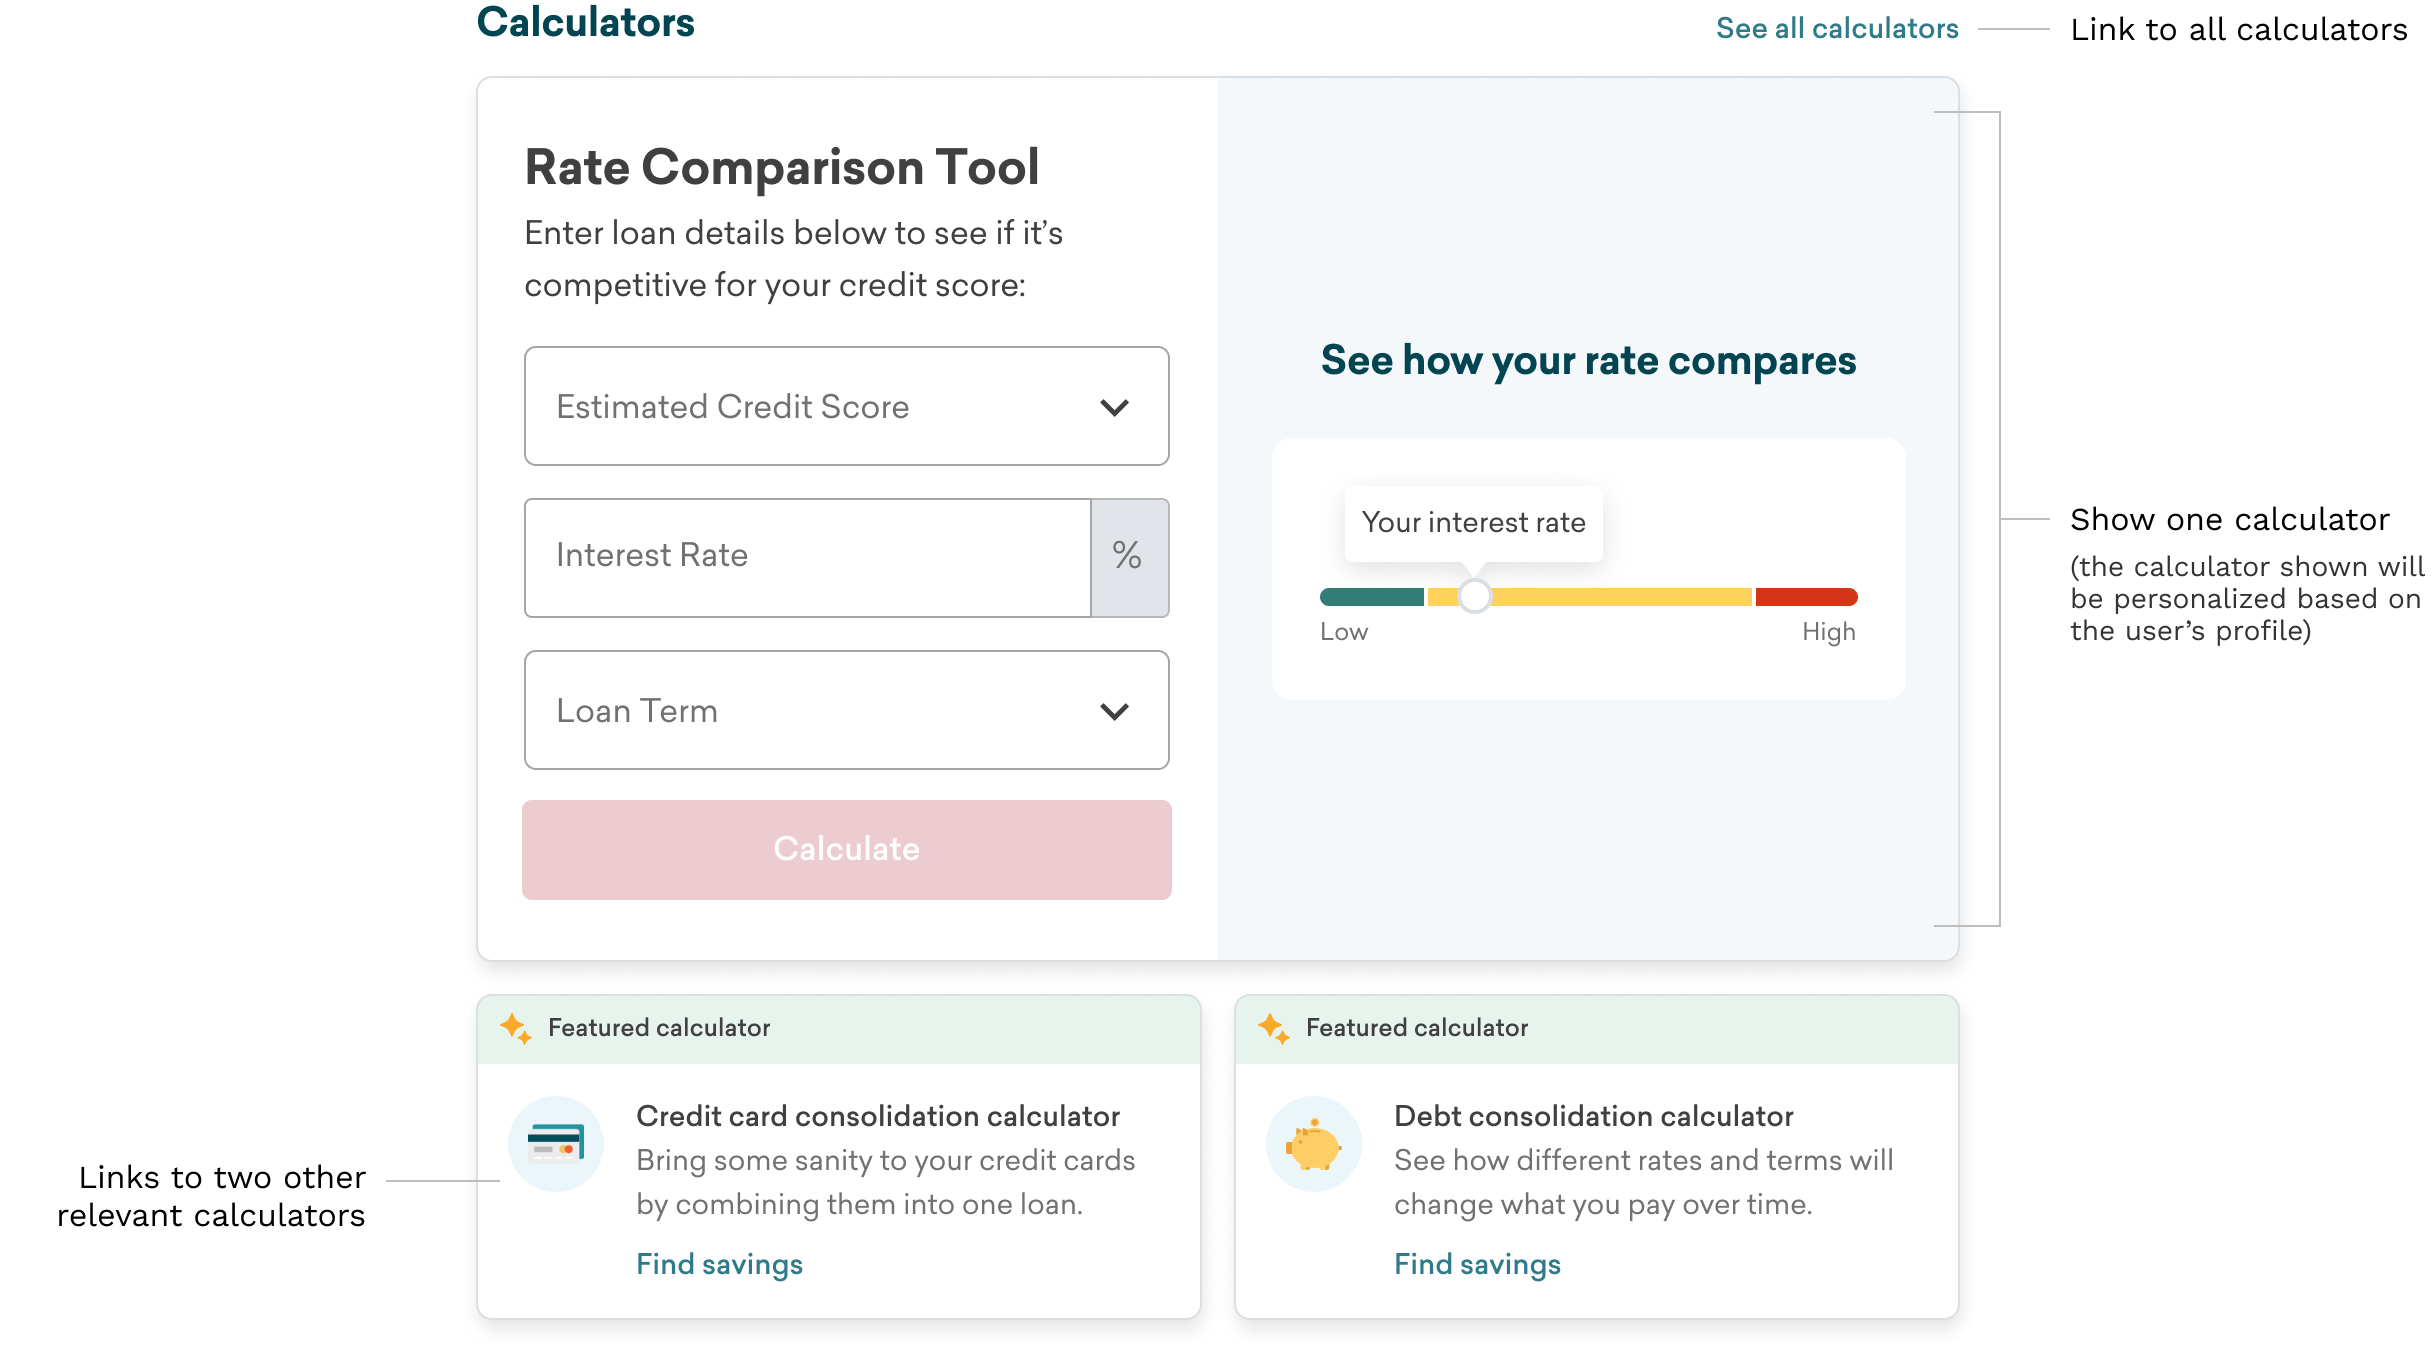 Calculators
See all calculators
Link to all calculators
Rate Comparison Tool
Enter loan details below to see if it’s
competitive for your credit score:
Estimated Credit Score
Interest Rate
%
Loan Term
Calculate
See how your rate compares
Your interest rate
Low
High
Show one calculator
(the calculator shown will
be personalized based on
the user’s profile)
Featured calculator
Credit card consolidation calculator
Bring some sanity to your credit cards
by combining them into one loan.
Find savings
Featured calculator
Debt consolidation calculator
See how different rates and terms will
change what you pay over time.
Find savings
Links to two other
relevant calculators